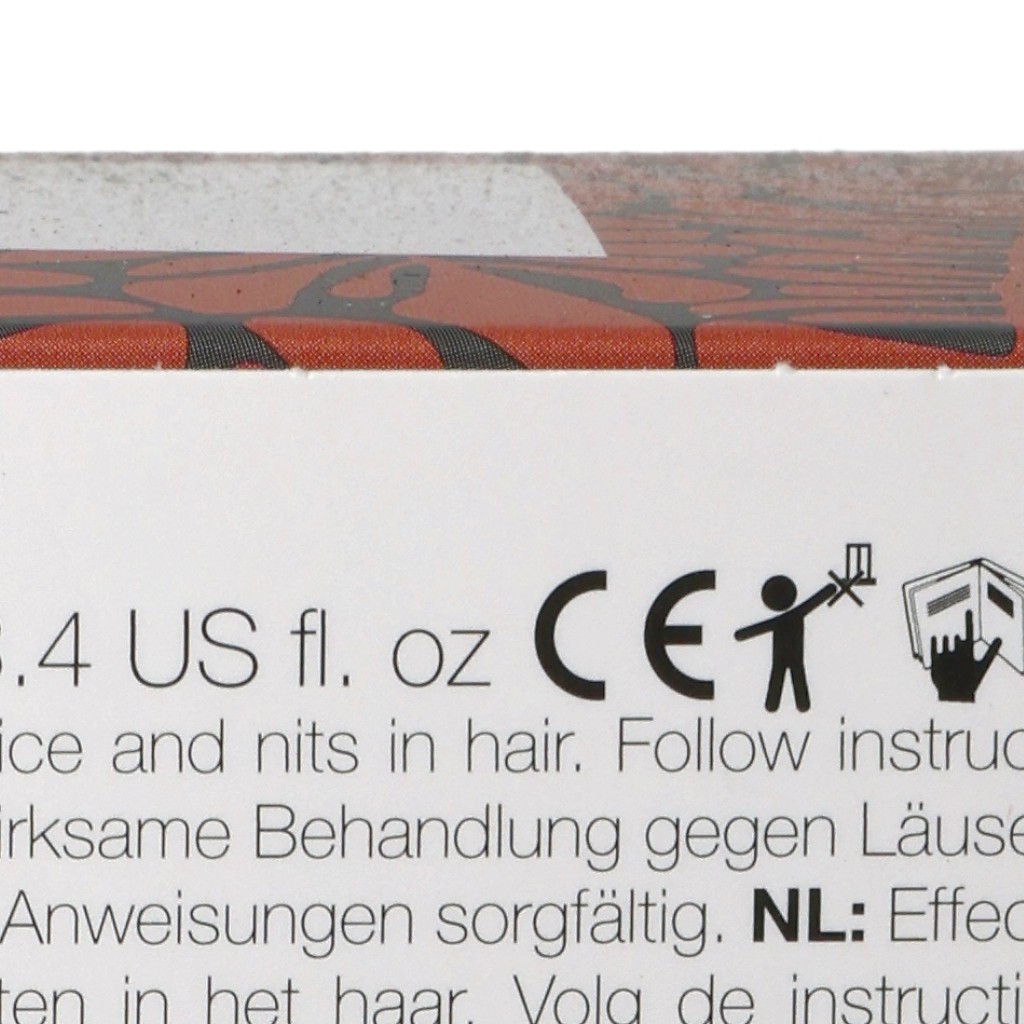 .4 US fl. oz CE
ice and nits in hair. Follow instruc
irksame Behandlung gegen Läuse
Anweisungen sorgfältig. NL: Effec
ten in het haar. Volg de instructi